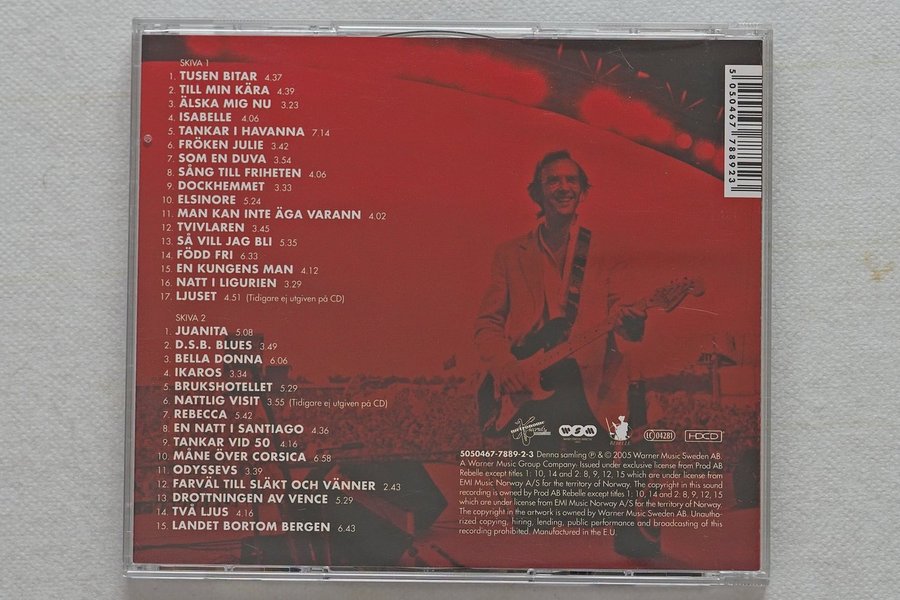 SKIVA 1
1. TUSEN BITAR 4.37
2. TILL MIN KÄRA 4.39
3. ÄLSKA MIG NU 3.23
4. ISABELLE 4.06
5. TANKAR I HAVANNA 7.14
6. FRÖKEN JULIE 3.42
7. SOM EN DUVA 3.54
8. SÅNG TILL FRIHETEN 4.06
9. DOCKHEMMET 3.33
10. ELSINORE 5.24
11. MAN KAN INTE ÄGA VARANN 4.02
12. TVIVLAREN 3.45
13. SÅ VILL JAG BLI 5.35
14. FÖDD FRI 6.33
15. EN KUNGENS MAN 4.12
16. NATT I LIGURIEN 3.29
17. LJUSET 4.51 (Tidigare ej utgiven på CD)
SKIVA 2
1. JUANITA 5.08
2. D.S.B. BLUES 3.49
3. BELLA DONNA 6.06
4. IKAROS 3.34
5. BRUKSHOTELLET 5.29
6. NATTLIG VISIT 3.55 (Tidigare ej utgiven på CD)
7. REBECCA 5.42
8. EN NATT I SANTIAGO 4.36
9. TANKAR VID 50 4.16
10. MÅNE ÖVER CORSICA 6.58
11. ODYSSEVS 3.39
12. FARVÄL TILL SLÄKT OCH VÄNNER 2.43
13. DROTTNINGEN AV VENCE 5.29
14. TVÅ LJUS 4.16
15. LANDET BORTOM BERGEN 6.43
5 050467 788923
WSM
REBELLE
LC 04281
HDCD
5050467-7889-2-3 Denna samling ℗ & © 2005 Warner Music Sweden AB.
A Warner Music Group Company. Issued under exclusive license from Prod AB
Rebelle except titles 1: 10, 14 and 2: 8, 9, 12, 15 which are under license from
EMI Music Norway A/S for the territory of Norway. The copyright in this sound
recording is owned by Prod AB Rebelle except titles 1: 10, 14 and 2: 8, 9, 12, 15
which are under license from EMI Music Norway A/S for the territory of Norway.
The copyright in the artwork is owned by Warner Music Sweden AB. Unautho-
rized copying, hiring, lending, public performance and broadcasting of this
recording prohibited. Manufactured in the E.U.